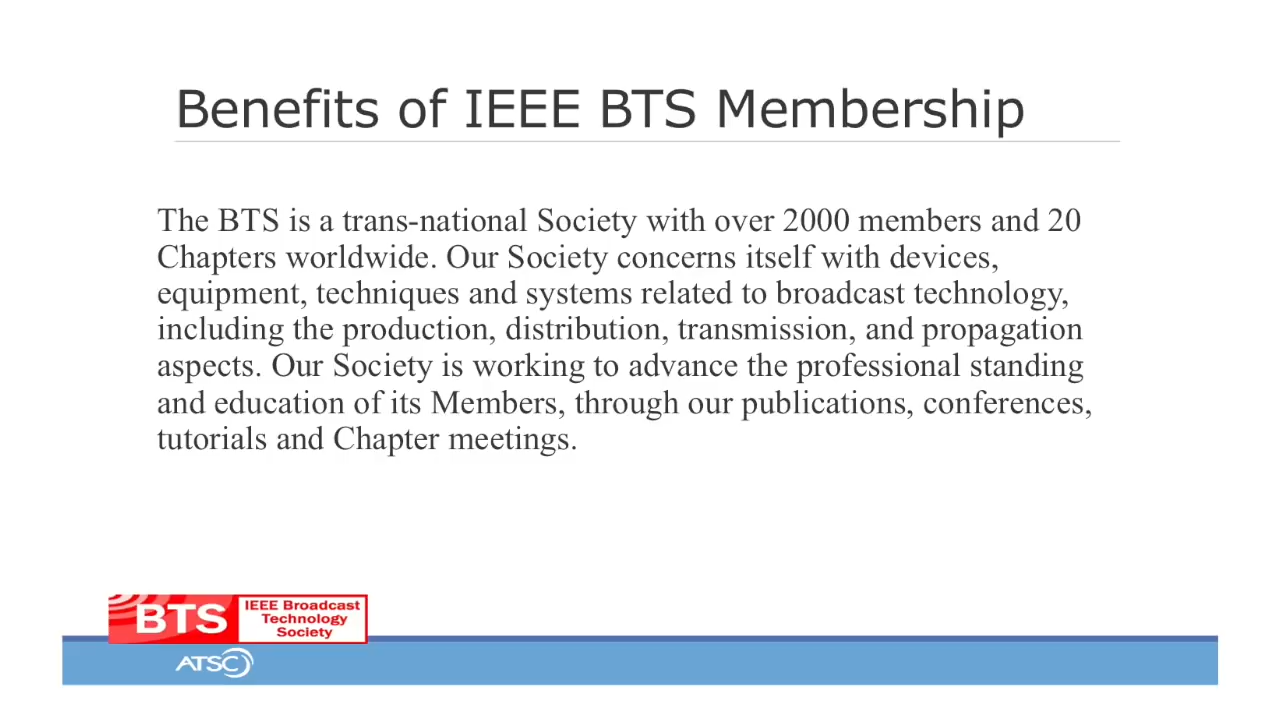 Benefits of IEEE BTS Membership
The BTS is a trans-national Society with over 2000 members and 20
Chapters worldwide. Our Society concerns itself with devices,
equipment, techniques and systems related to broadcast technology,
including the production, distribution, transmission, and propagation
aspects. Our Society is working to advance the professional standing
and education of its Members, through our publications, conferences,
tutorials and Chapter meetings.
BTS
IEEE Broadcast
Technology
Society
ATSC